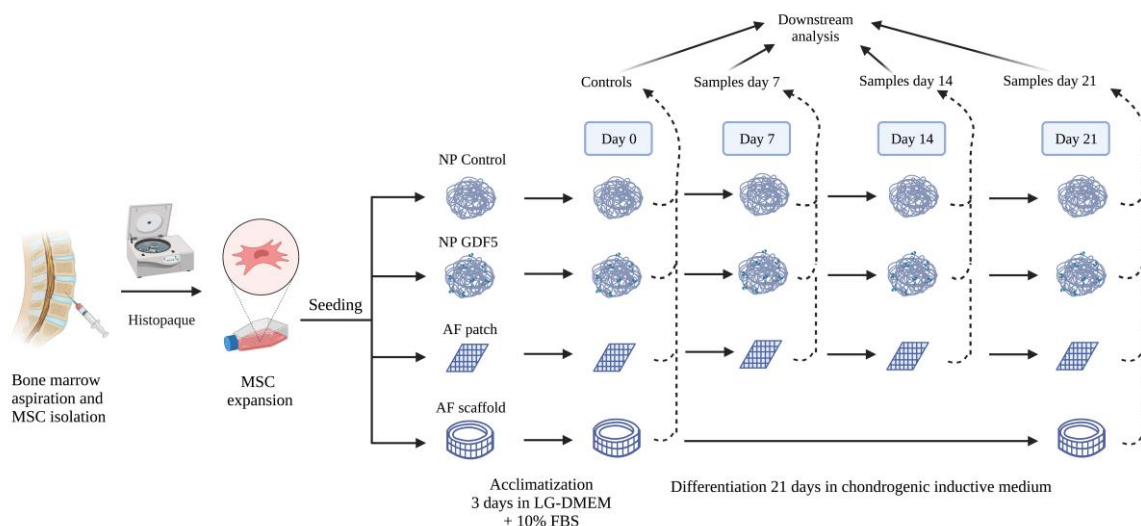 Downstream
analysis
Controls
Samples day 7
Samples day 14
Samples day 21
Day 0
Day 7
Day 14
Day 21
NP Control
NP GDF5
Histopaque
Seeding
AF patch
Bone marrow
aspiration and
MSC isolation
MSC
expansion
AF scaffold
Acclimatization
3 days in LG-DMEM
+ 10% FBS
Differentiation 21 days in chondrogenic inductive medium